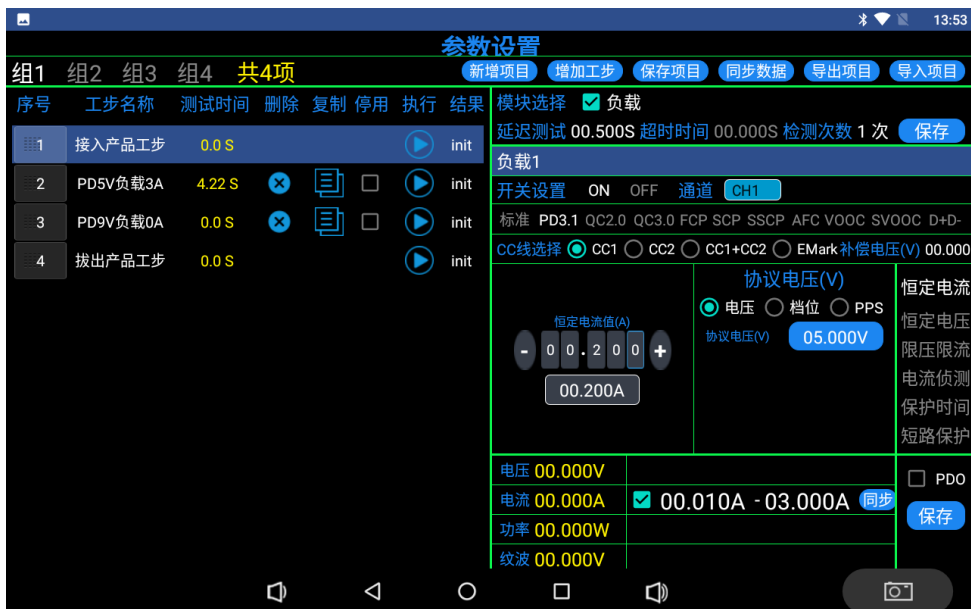 13:53
参数设置
组1 组2 组3 组4 共4项 新增项目 增加工步 保存项目 同步数据 导出项目 导入项目
序号 工步名称 测试时间 删除 复制 停用 执行 结果
1 接入产品工步 0.0 S init
2 PD5V负载3A 4.22 S init
3 PD9V负载0A 0.0 S init
4 拔出产品工步 0.0 S init
模块选择 负载
延迟测试 00.500S 超时时间 00.000S 检测次数 1 次 保存
负载1
开关设置 ON OFF 通道 CH1
标准 PD3.1 QC2.0 QC3.0 FCP SCP SSCP AFC VOOC SVOOC D+D-
CC线选择 CC1 CC2 CC1+CC2 EMark 补偿电压(V) 00.000
恒定电流值(A)
- 0 0 . 2 0 0 +
00.200A
协议电压(V)
电压 档位 PPS
协议电压(V) 05.000V
恒定电流
恒定电压
限压限流
电流侦测
保护时间
短路保护
电压 00.000V
电流 00.000A 00.010A - 03.000A 同步
功率 00.000W
纹波 00.000V
PDO
保存